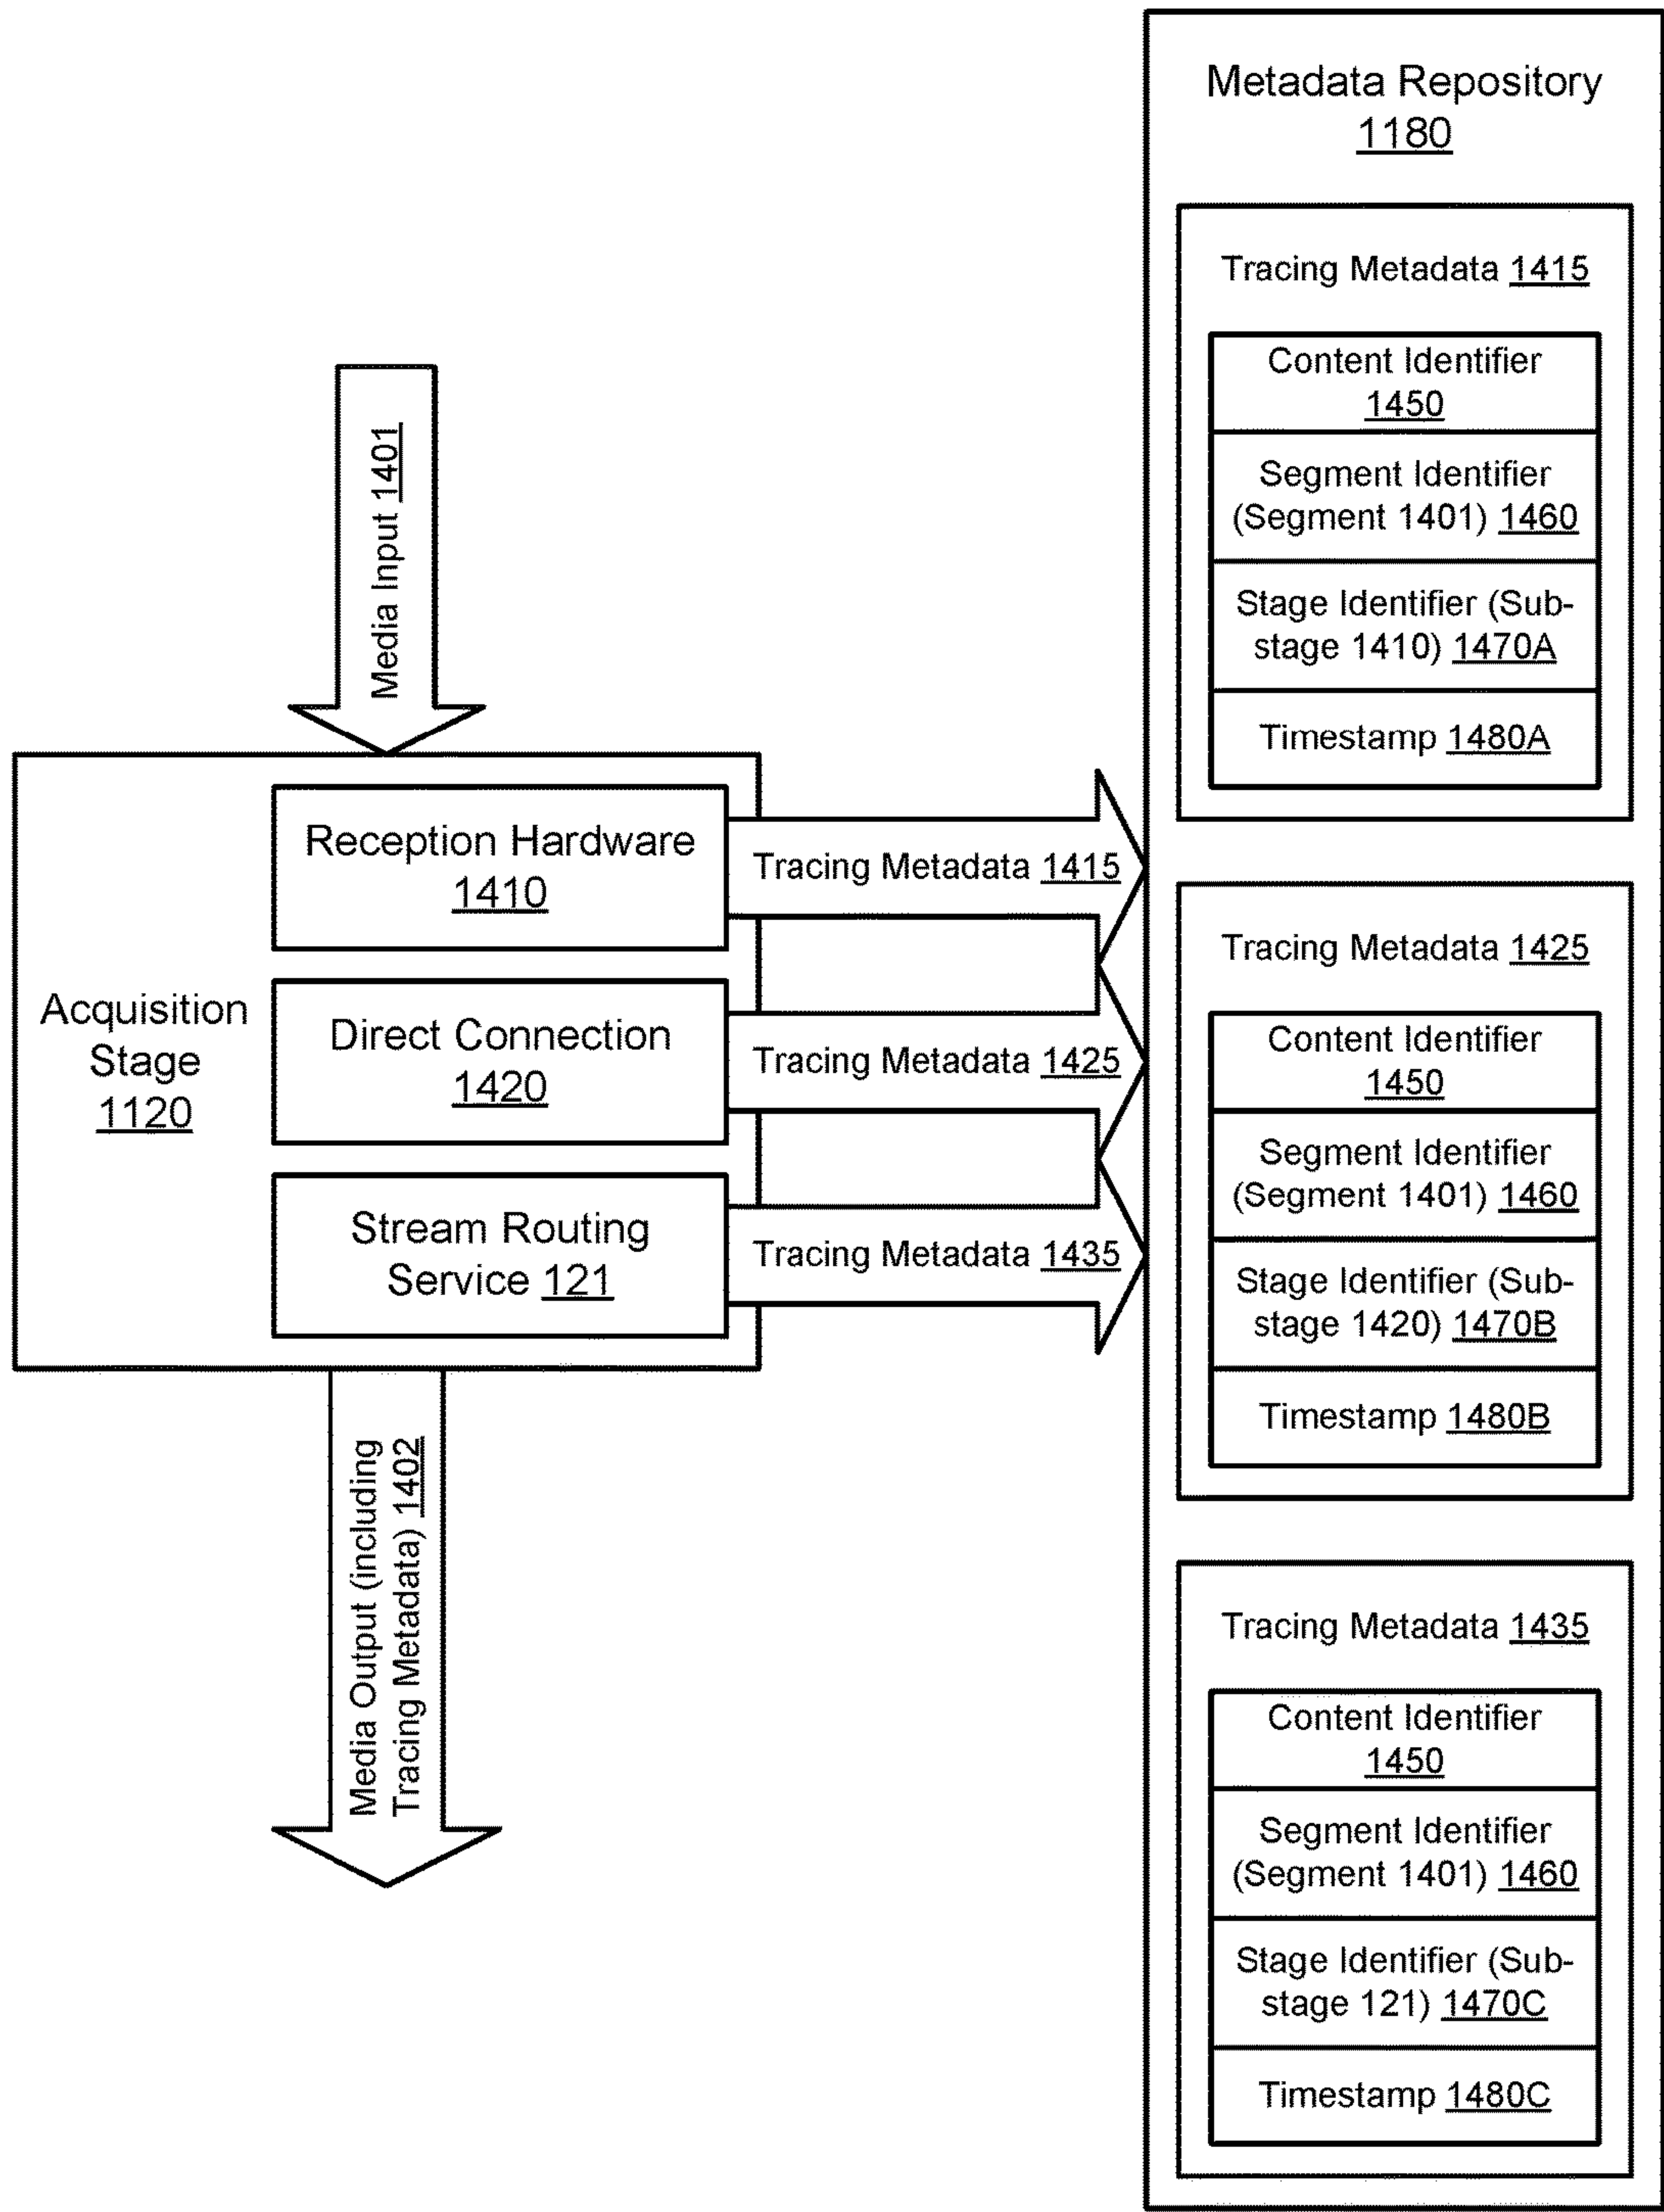 Media Input 1401
Acquisition
Stage
1120
Reception Hardware
1410
Direct Connection
1420
Stream Routing
Service 121
Tracing Metadata 1415
Tracing Metadata 1425
Tracing Metadata 1435
Media Output (including
Tracing Metadata) 1402
Metadata Repository
1180
Tracing Metadata 1415
Content Identifier
1450
Segment Identifier
(Segment 1401) 1460
Stage Identifier (Sub-
stage 1410) 1470A
Timestamp 1480A
Tracing Metadata 1425
Content Identifier
1450
Segment Identifier
(Segment 1401) 1460
Stage Identifier (Sub-
stage 1420) 1470B
Timestamp 1480B
Tracing Metadata 1435
Content Identifier
1450
Segment Identifier
(Segment 1401) 1460
Stage Identifier (Sub-
stage 121) 1470C
Timestamp 1480C